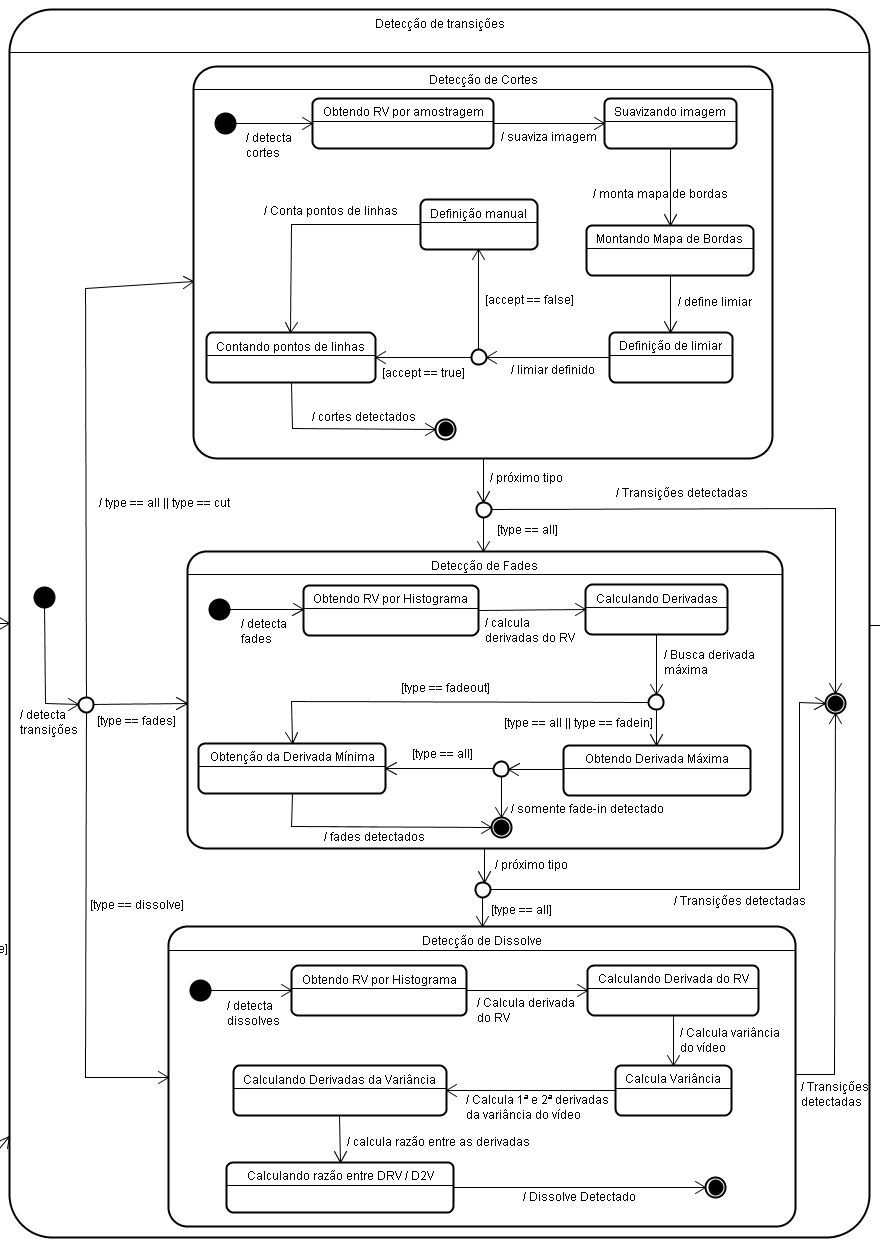 Detecção de transições
Detecção de Cortes
Obtendo RV por amostragem
Suavizando imagem
/ detecta
cortes
/ suaviza imagem
/ monta mapa de bordas
/ Conta pontos de linhas
Definição manual
Montando Mapa de Bordas
[accept == false]
/ define limiar
Contando pontos de linhas
Definição de limiar
[accept == true]
/ limiar definido
/ cortes detectados
/ próximo tipo
/ Transições detectadas
/ type == all || type == cut
[type == all]
Detecção de Fades
Obtendo RV por Histograma
Calculando Derivadas
/ detecta
fades
/ calcula
derivadas do RV
/ Busca derivada
máxima
[type == fadeout]
/ detecta
transições
[type == fades]
[type == all || type == fadein]
Obtenção da Derivada Mínima
[type == all]
Obtendo Derivada Máxima
/ somente fade-in detectado
/ fades detectados
/ próximo tipo
[type == dissolve]
/ Transições detectadas
[type == all]
Detecção de Dissolve
e]
Obtendo RV por Histograma
Calculando Derivada do RV
/ detecta
dissolves
/ Calcula derivada
do RV
/ Calcula variância
do vídeo
Calculando Derivadas da Variância
Calcula Variância
/ Calcula 1ª e 2ª derivadas
da variância do vídeo
/ Transições
detectadas
/ calcula razão entre as derivadas
Calculando razão entre DRV / D2V
/ Dissolve Detectado